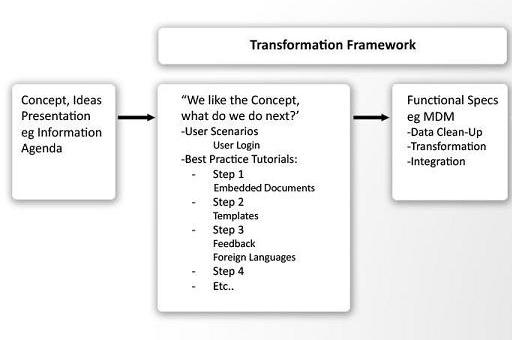 Transformation Framework
Concept, Ideas
Presentation
eg Information
Agenda
“We like the Concept,
what do we do next?’
-User Scenarios
User Login
-Best Practice Tutorials:
- Step 1
Embedded Documents
- Step 2
Templates
- Step 3
Feedback
Foreign Languages
- Step 4
- Etc..
Functional Specs
eg MDM
-Data Clean-Up
-Transformation
-Integration